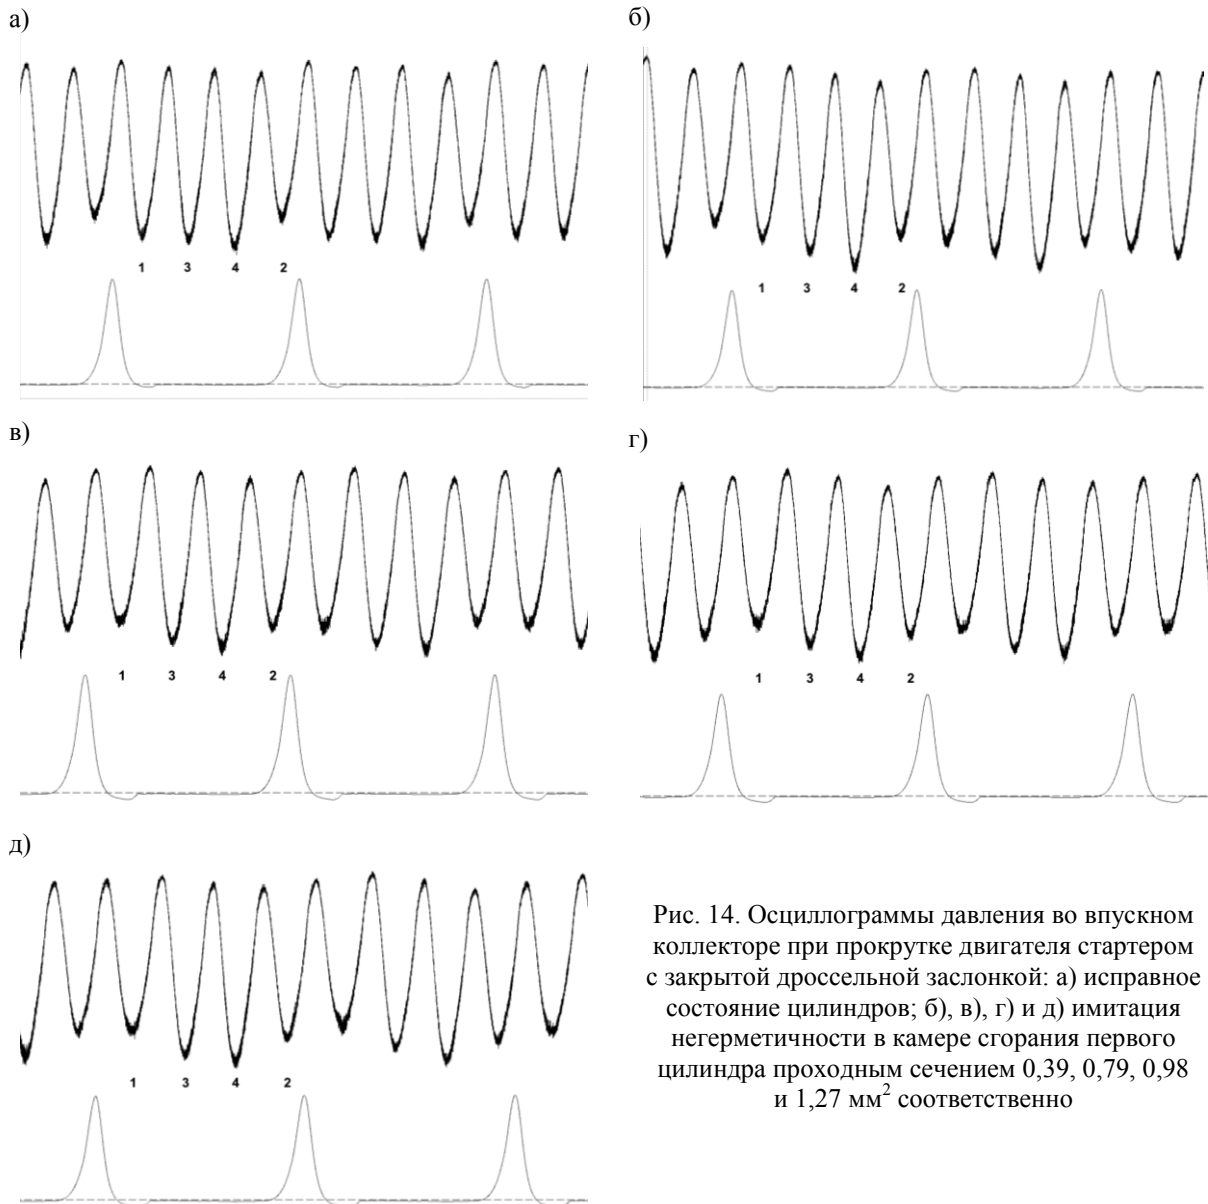 а)
б)
1 3 4 2
1 3 4 2
в)
г)
1 3 4 2
1 3 4 2
д)
1 3 4 2
Рис. 14. Осциллограммы давления во впускном
коллекторе при прокрутке двигателя стартером
с закрытой дроссельной заслонкой: а) исправное
состояние цилиндров; б), в), г) и д) имитация
негерметичности в камере сгорания первого
цилиндра проходным сечением 0,39, 0,79, 0,98
и 1,27 мм² соответственно